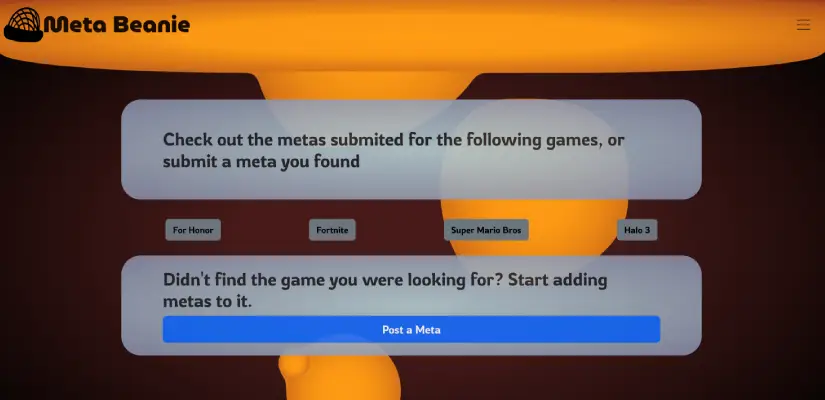 Meta Beanie
Check out the metas submited for the following games, or
submit a meta you found
For Honor
Fortnite
Super Mario Bros
Halo 3
Didn't find the game you were looking for? Start adding
metas to it.
Post a Meta